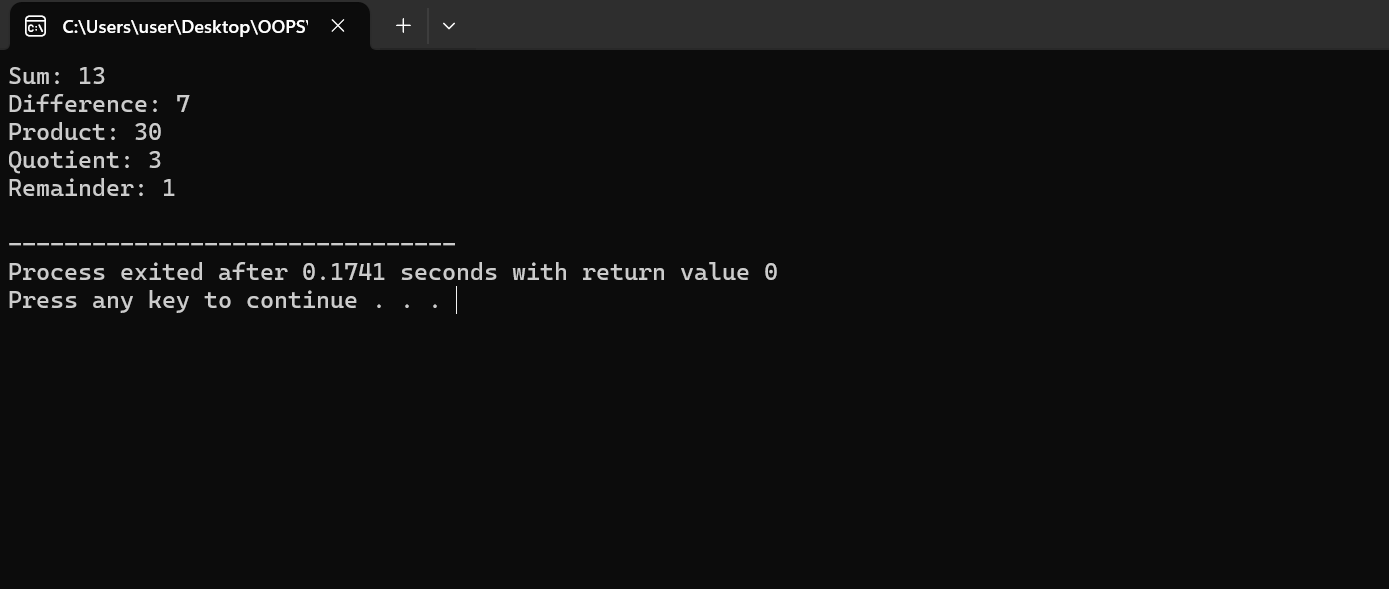 C:\Users\user\Desktop\OOPS'
Sum: 13
Difference: 7
Product: 30
Quotient: 3
Remainder: 1
--------------------------------
Process exited after 0.1741 seconds with return value 0
Press any key to continue . . .